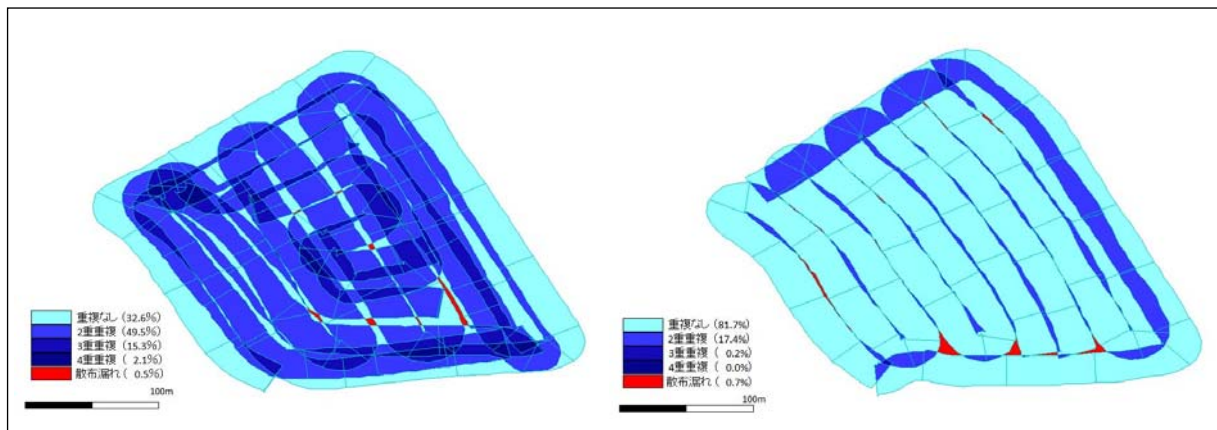 重複なし (32.6%)
2重重複 (49.5%)
3重重複 (15.3%)
4重重複 ( 2.1%)
散布漏れ ( 0.5%)
100m
重複なし (81.7%)
2重重複 (17.4%)
3重重複 ( 0.2%)
4重重複 ( 0.0%)
散布漏れ ( 0.7%)
100m